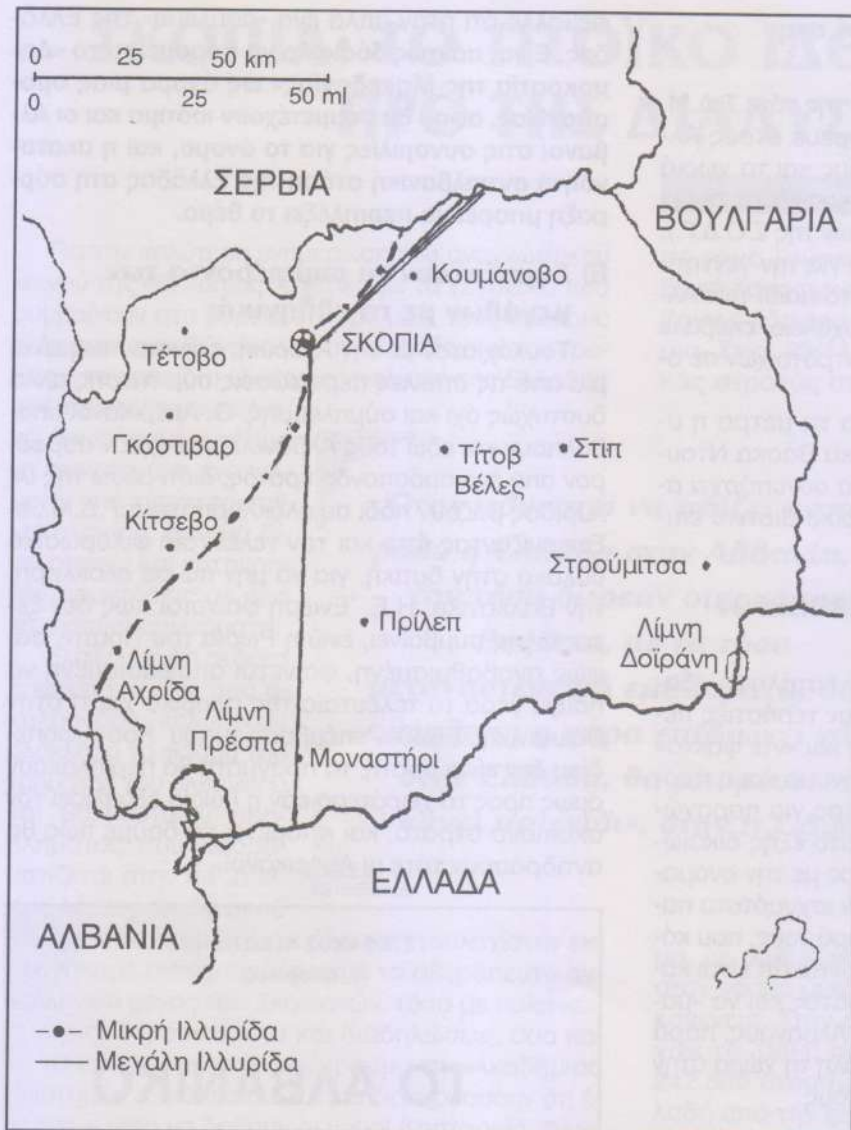 0 25 50 km
0 25 50 ml
ΣΕΡΒΙΑ
ΒΟΥΛΓΑΡΙΑ
Κουμάνοβο
ΣΚΟΠΙΑ
Τέτοβο
Γκόστιβαρ
Τίτοβ
Βέλες
Στιπ
Κίτσεβο
Στρούμιτσα
Πρίλεπ
Λίμνη
Δοϊράνη
Λίμνη
Αχρίδα
Λίμνη
Πρέσπα
Μοναστήρι
ΕΛΛΑΔΑ
ΑΛΒΑΝΙΑ
Μικρή Ιλλυρίδα
Μεγάλη Ιλλυρίδα